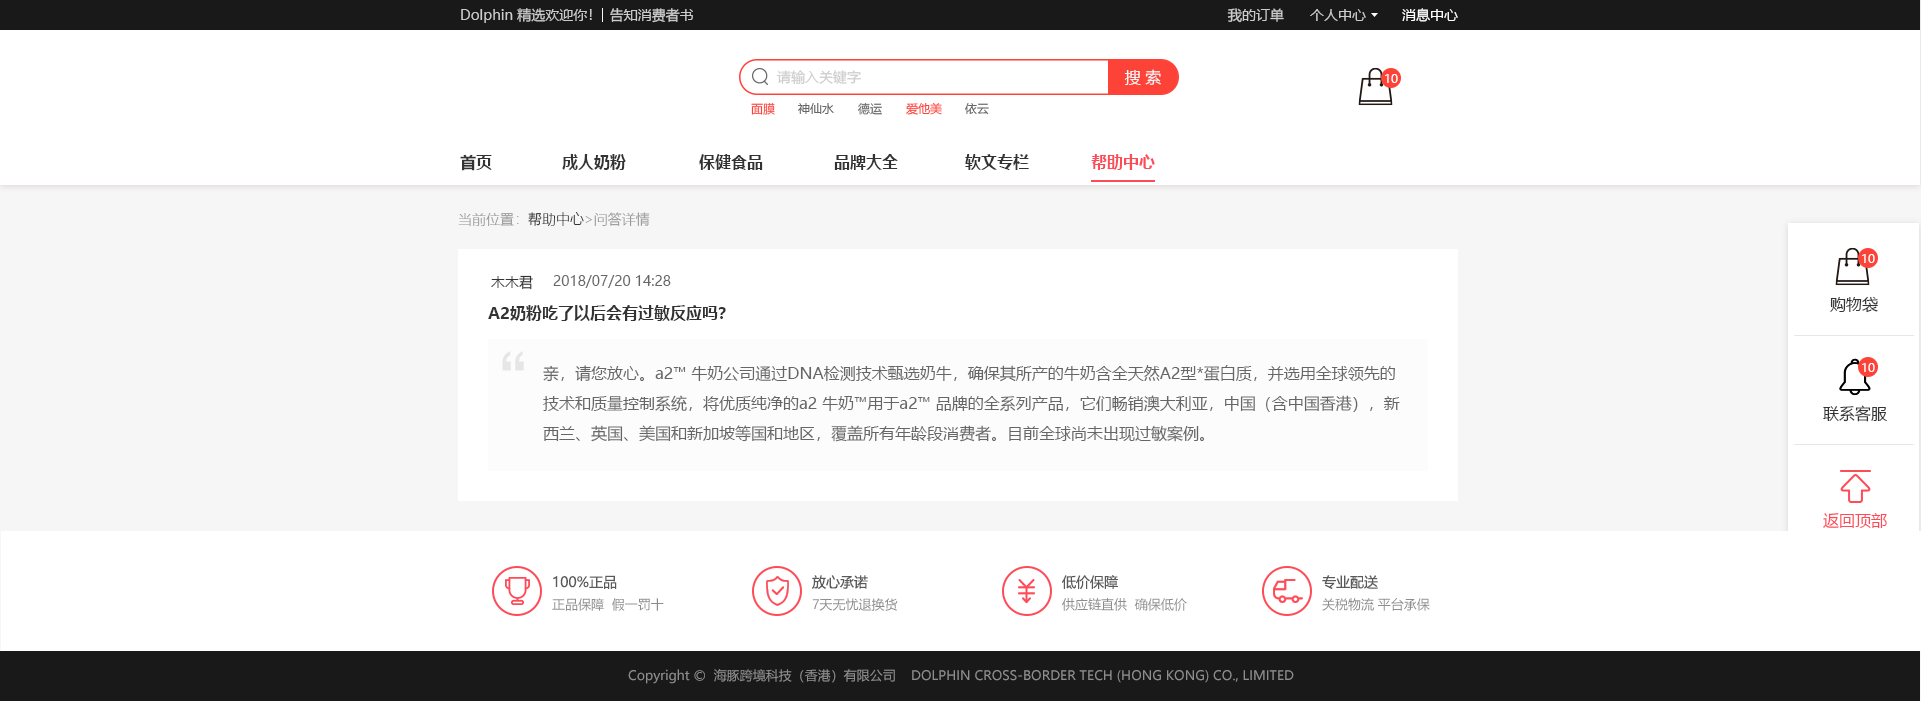 Dolphin 精选欢迎你！| 告知消费者书
我的订单 个人中心 消息中心
请输入关键字 搜 索
10
面膜 神仙水 德运 爱他美 依云
首页 成人奶粉 保健食品 品牌大全 软文专栏 帮助中心
当前位置：帮助中心>问答详情
木木君 2018/07/20 14:28
A2奶粉吃了以后会有过敏反应吗?
亲，请您放心。a2™ 牛奶公司通过DNA检测技术甄选奶牛，确保其所产的牛奶含全天然A2型*蛋白质，并选用全球领先的
技术和质量控制系统，将优质纯净的a2 牛奶™用于a2™ 品牌的全系列产品，它们畅销澳大利亚，中国（含中国香港），新
西兰、英国、美国和新加坡等国和地区，覆盖所有年龄段消费者。目前全球尚未出现过敏案例。
10
购物袋
10
联系客服
返回顶部
100%正品 放心承诺 低价保障 专业配送
正品保障 假一罚十 7天无忧退换货 供应链直供 确保低价 关税物流 平台承保
Copyright © 海豚跨境科技（香港）有限公司 DOLPHIN CROSS-BORDER TECH (HONG KONG) CO., LIMITED